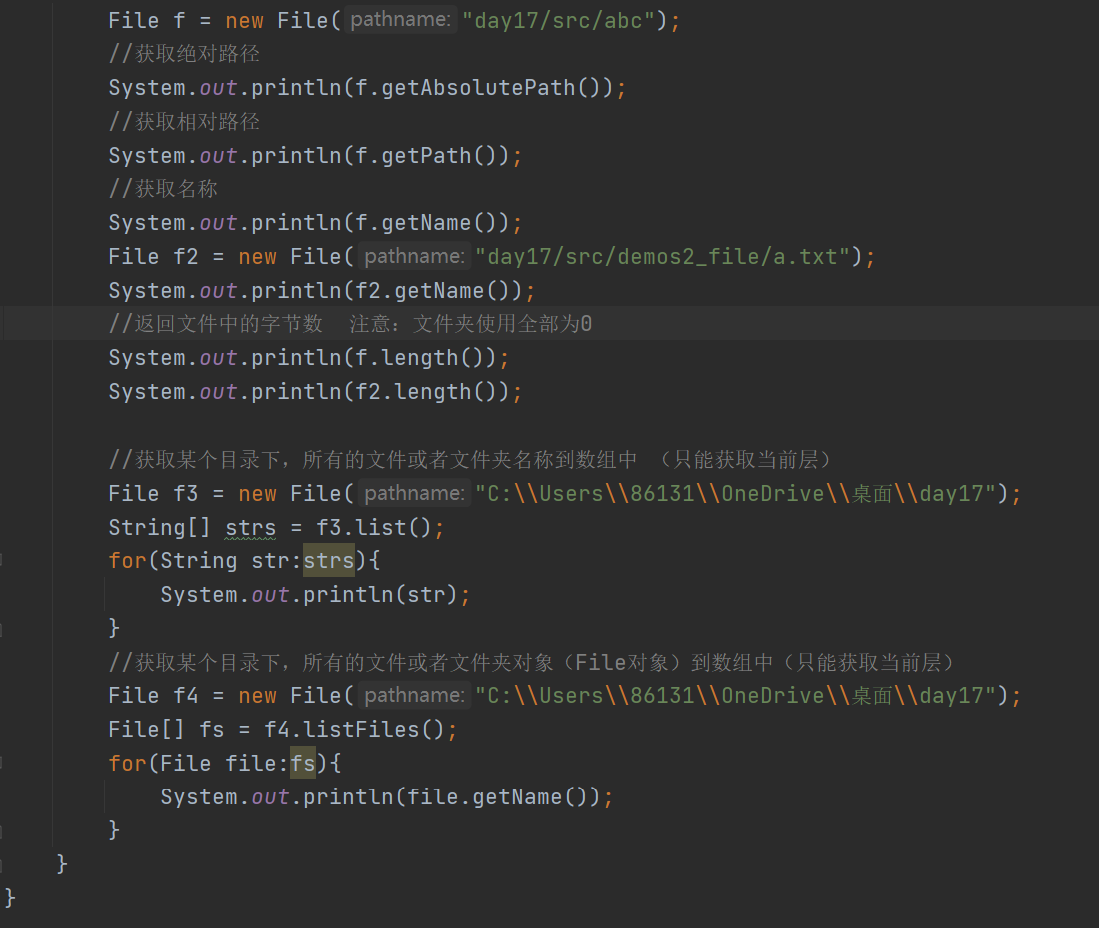 File f = new File( pathname: "day17/src/abc");
//获取绝对路径
System.out.println(f.getAbsolutePath());
//获取相对路径
System.out.println(f.getPath());
//获取名称
System.out.println(f.getName());
File f2 = new File( pathname: "day17/src/demos2_file/a.txt");
System.out.println(f2.getName());
//返回文件中的字节数  注意：文件夹使用全部为0
System.out.println(f.length());
System.out.println(f2.length());
//获取某个目录下，所有的文件或者文件夹名称到数组中 （只能获取当前层）
File f3 = new File( pathname: "C:\\Users\\86131\\OneDrive\\桌面\\day17");
String[] strs = f3.list();
for(String str:strs){
System.out.println(str);
}
//获取某个目录下，所有的文件或者文件夹对象（File对象）到数组中（只能获取当前层）
File f4 = new File( pathname: "C:\\Users\\86131\\OneDrive\\桌面\\day17");
File[] fs = f4.listFiles();
for(File file:fs){
System.out.println(file.getName());
}
}
}